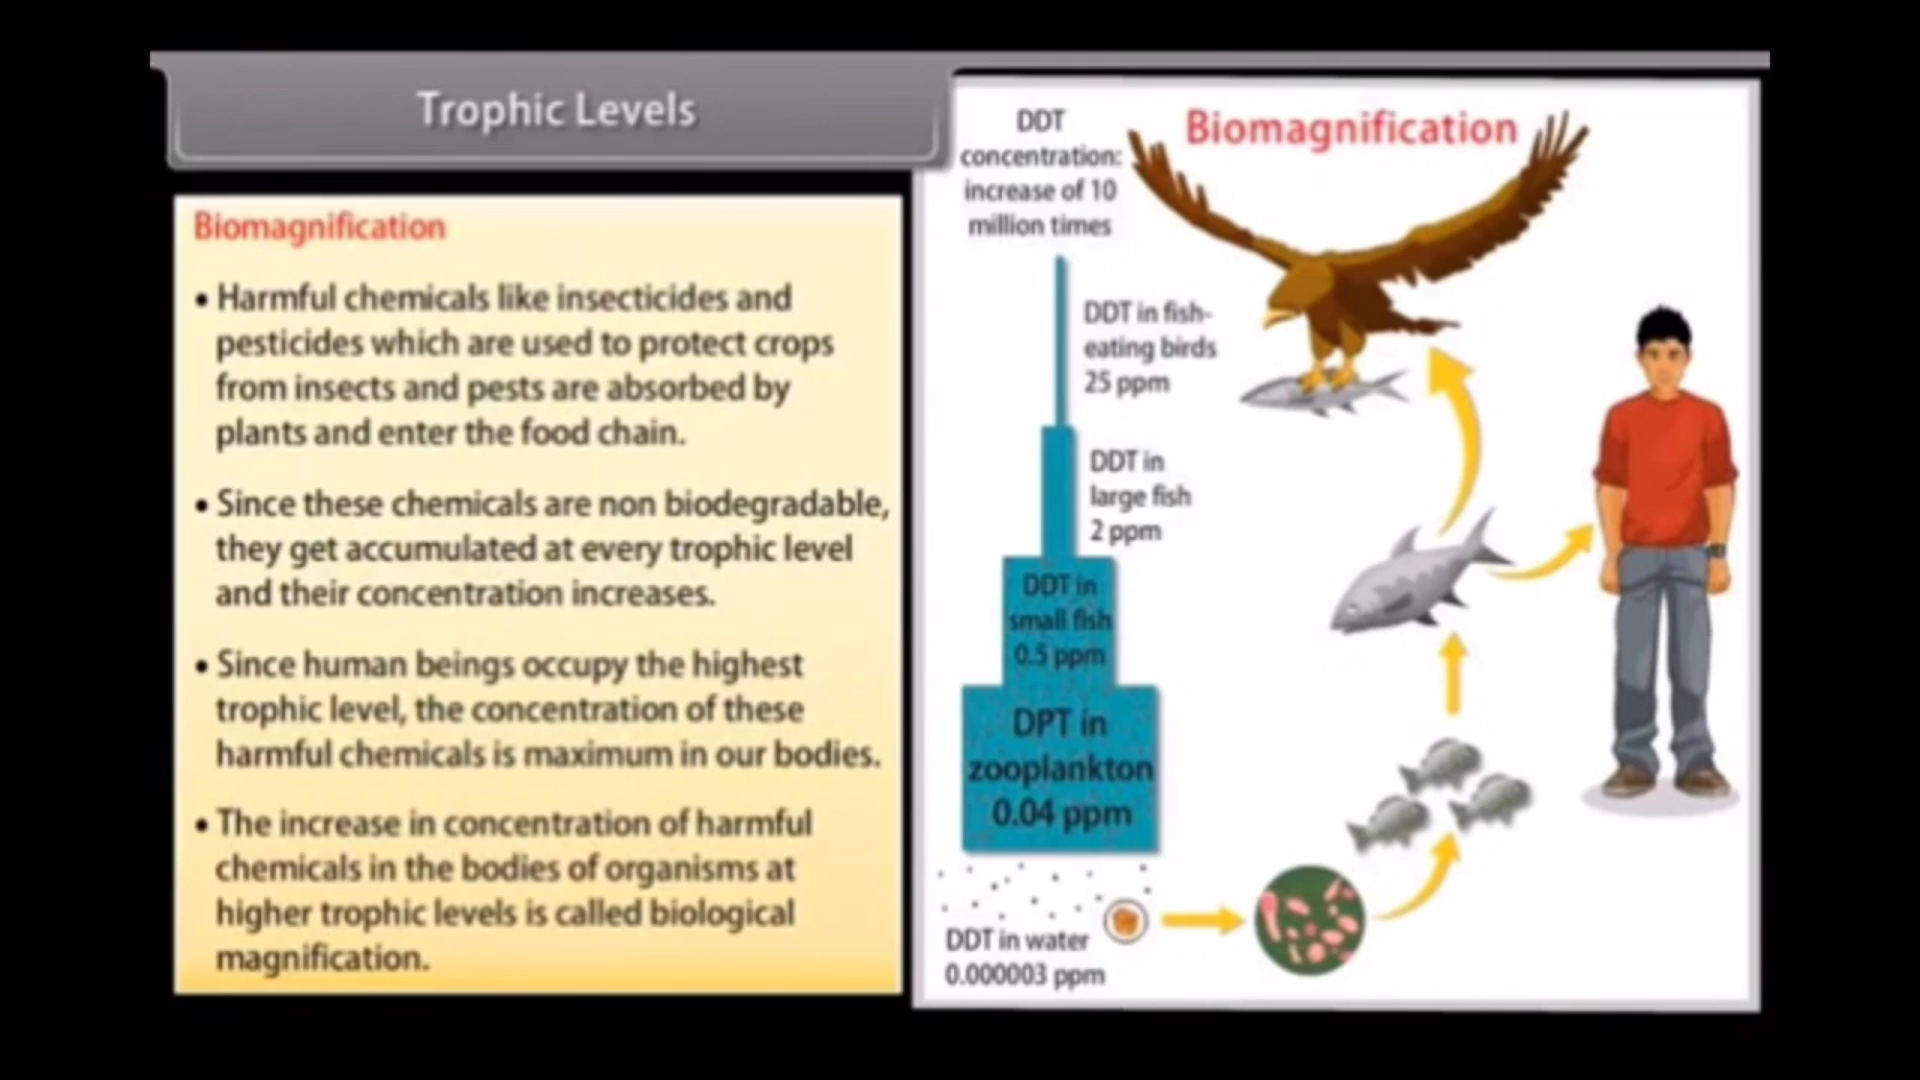 Trophic Levels
Biomagnification
• Harmful chemicals like insecticides and
pesticides which are used to protect crops
from insects and pests are absorbed by
plants and enter the food chain.
• Since these chemicals are non biodegradable,
they get accumulated at every trophic level
and their concentration increases.
• Since human beings occupy the highest
trophic level, the concentration of these
harmful chemicals is maximum in our bodies.
• The increase in concentration of harmful
chemicals in the bodies of organisms at
higher trophic levels is called biological
magnification.
Biomagnification
DDT
concentration:
increase of 10
million times
DDT in fish-
eating birds
25 ppm
DDT in
large fish
2 ppm
DDT in
small fish
0.5 ppm
DPT in
zooplankton
0.04 ppm
DDT in water
0.000003 ppm